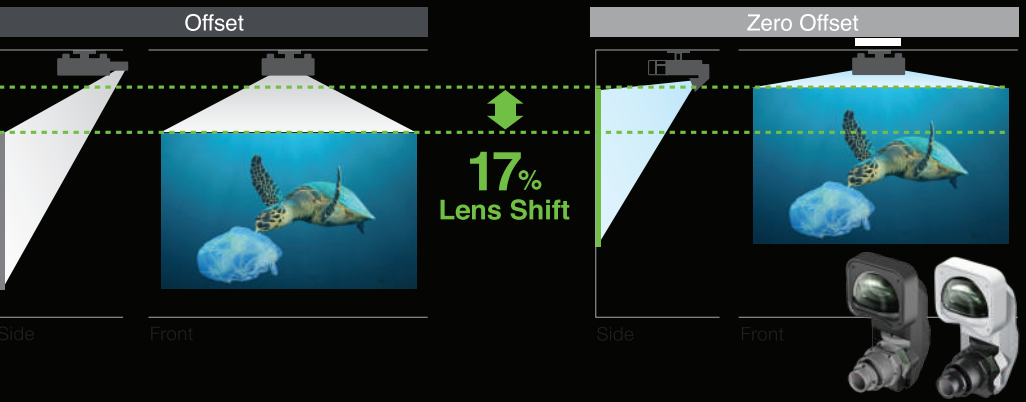 Offset
Zero Offset
17%
Lens Shift
Side
Front
Side
Front